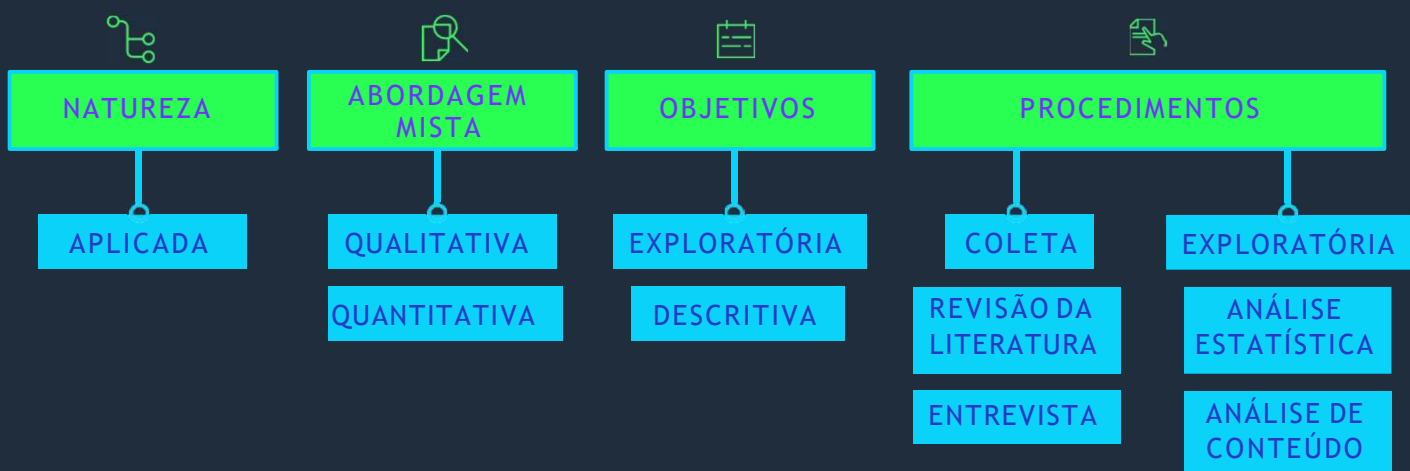 NATUREZA
ABORDAGEM
MISTA
OBJETIVOS
PROCEDIMENTOS
APLICADA
QUALITATIVA
EXPLORATÓRIA
COLETA
EXPLORATÓRIA
QUANTITATIVA
DESCRITIVA
REVISÃO DA
LITERATURA
ANÁLISE
ESTATÍSTICA
ENTREVISTA
ANÁLISE DE
CONTEÚDO